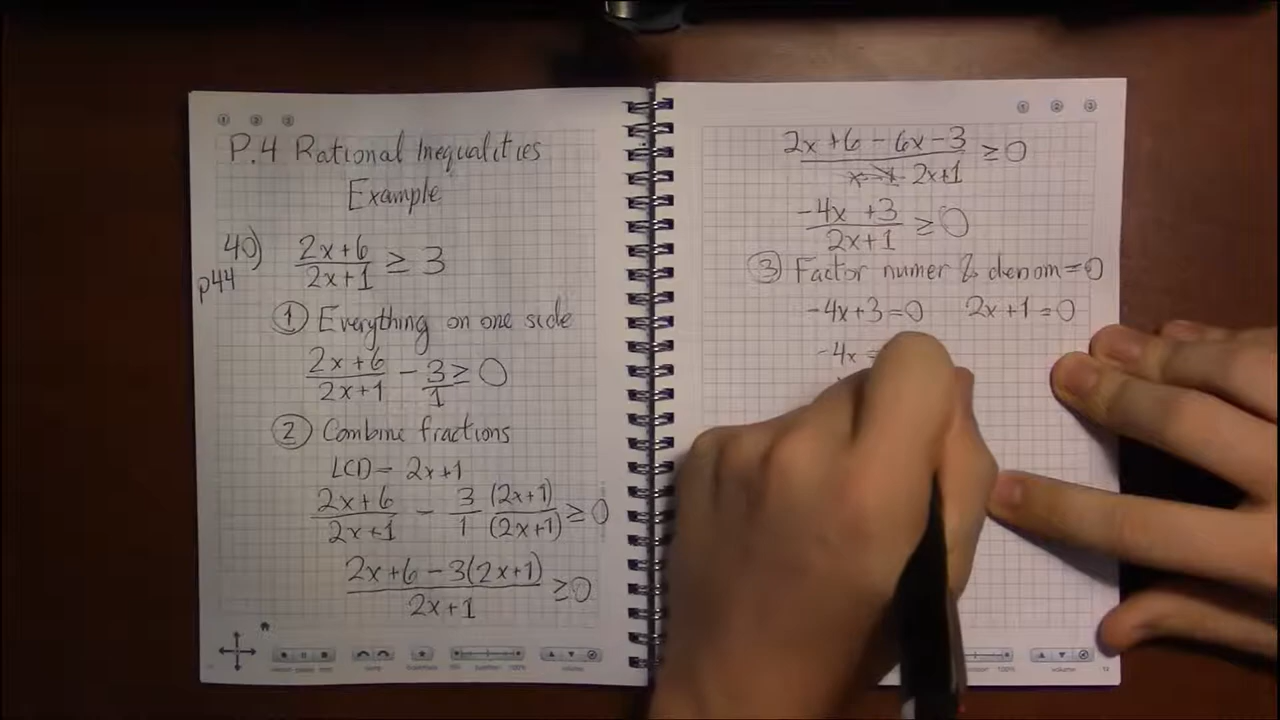 P.4 Rational Inequalities
Example
40) (2x+6)/(2x+1) ≥ 3
p44
① Everything on one side
(2x+6)/(2x+1) - 3/1 ≥ 0
② Combine fractions
LCD = 2x+1
(2x+6)/(2x+1) - 3/1 (2x+1)/(2x+1) ≥ 0
(2x+6-3(2x+1))/(2x+1) ≥ 0
(2x+6-6x-3)/(2x+1) ≥ 0
(-4x+3)/(2x+1) ≥ 0
③ Factor numer & denom=0
-4x+3=0 2x+1=0
-4x =